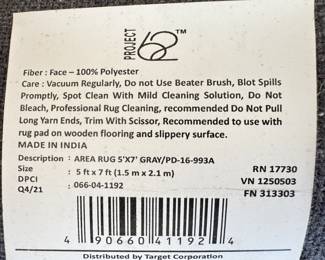 PROJECT 62™
Fiber : Face – 100% Polyester
Care : Vacuum Regularly, Do not Use Beater Brush, Blot Spills
Promptly, Spot Clean With Mild Cleaning Solution, Do Not
Bleach, Professional Rug Cleaning, recommended Do Not Pull
Long Yarn Ends, Trim With Scissor, Recommended to use with
rug pad on wooden flooring and slippery surface.
MADE IN INDIA
Description : AREA RUG 5'X7' GRAY/PD-16-993A
Size : 5 ft x 7 ft (1.5 m x 2.1 m) RN 17730
DPCI : 066-04-1192 VN 1250503
Q4/21 FN 313303
4 90660 41192 4
Distributed by Target Corporation